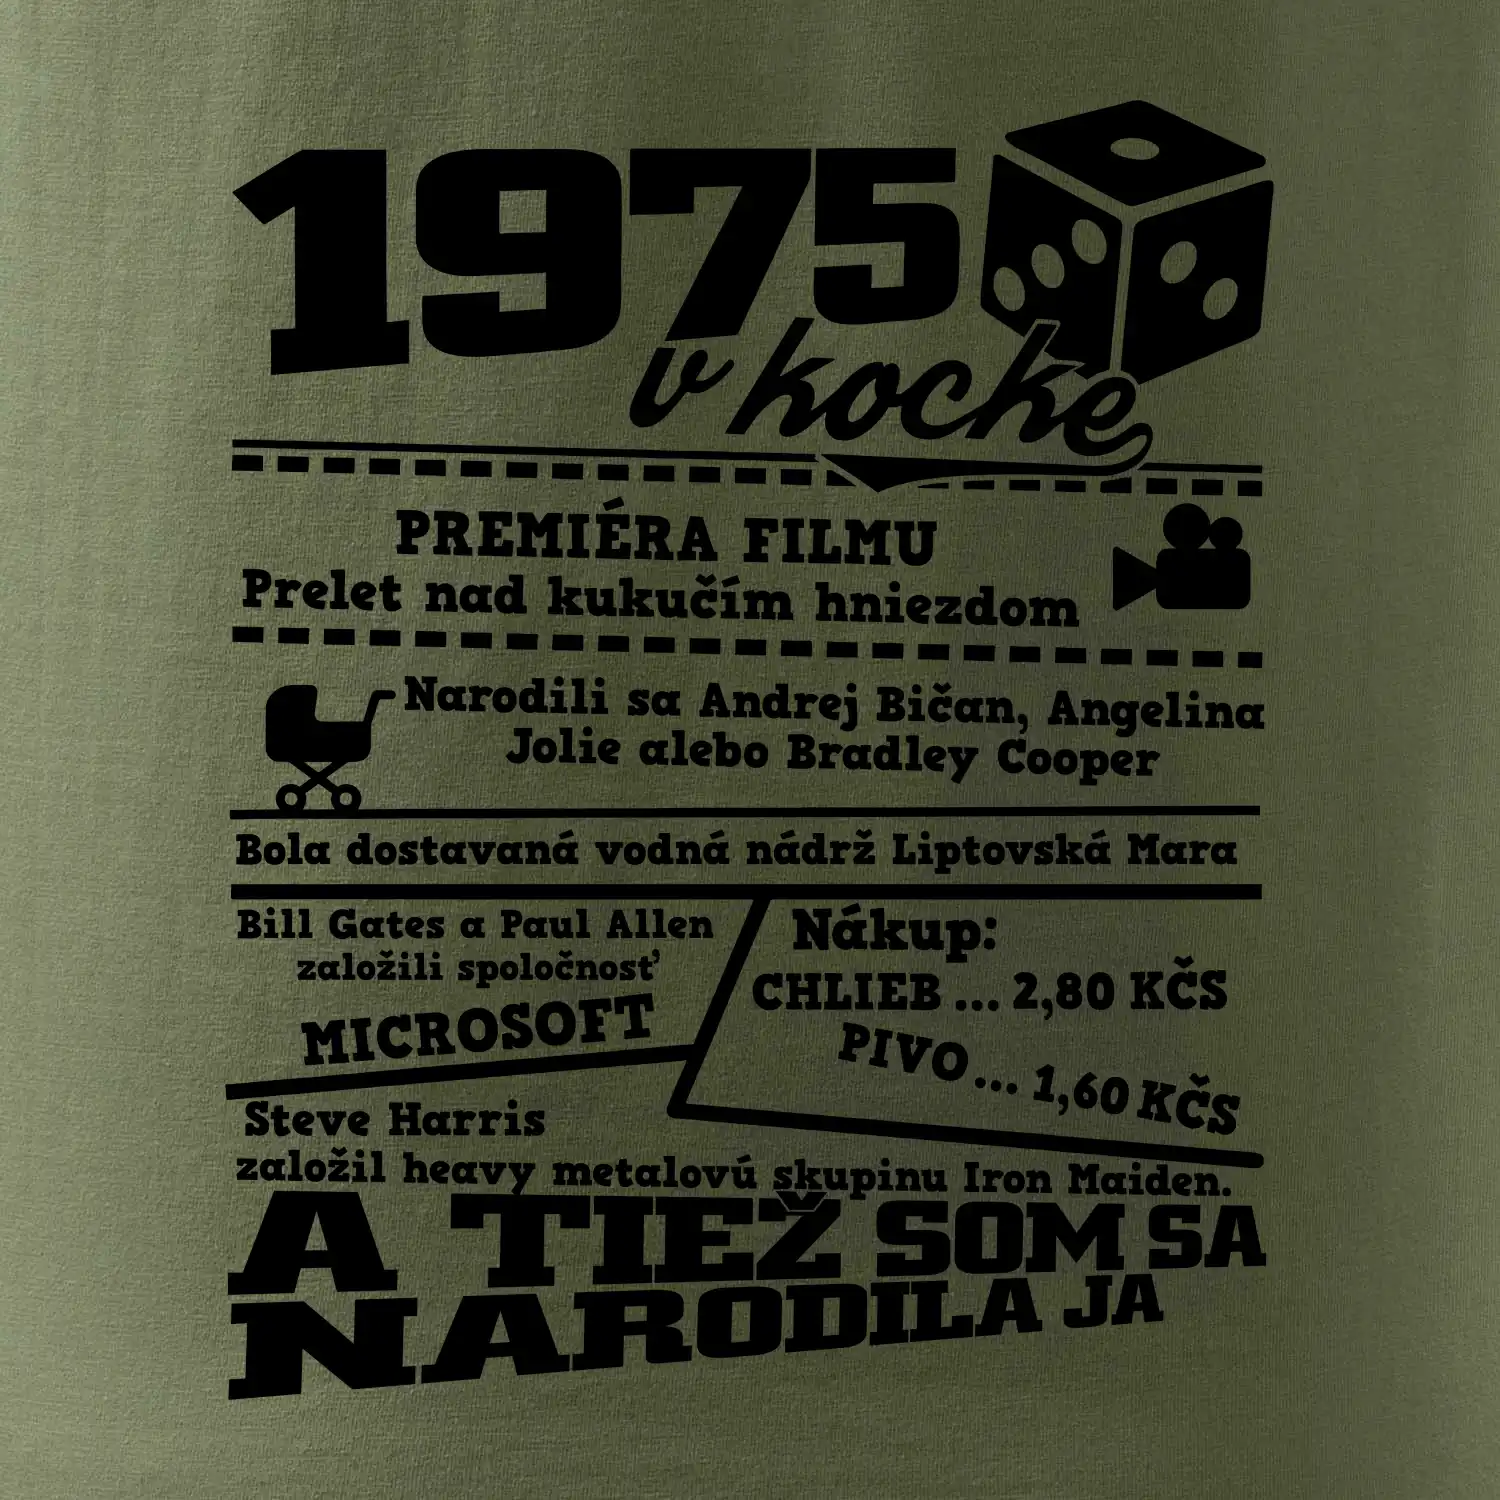 1975
v kocke
PREMIÉRA FILMU
Prelet nad kukučím hniezdom
Narodili sa Andrej Bičan, Angelina
Jolie alebo Bradley Cooper
Bola dostavaná vodná nádrž Liptovská Mara
Bill Gates a Paul Allen
založili spoločnosť
MICROSOFT
Nákup:
CHLIEB ... 2,80 KČS
PIVO ... 1,60 KČS
Steve Harris
založil heavy metalovú skupinu Iron Maiden.
A TIEŽ SOM SA
NARODILA JA